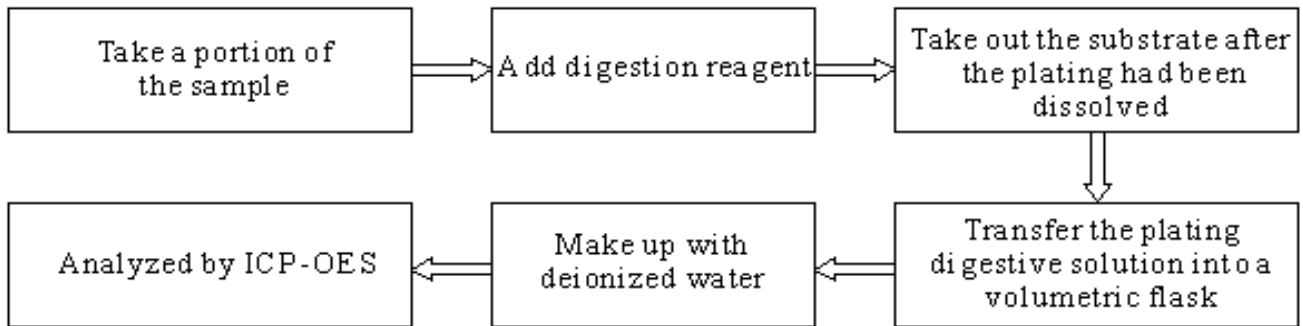 Take a portion of
the sample
Add digestion reagent
Take out the substrate after
the plating had been
dissolved
Transfer the plating
digestive solution into a
volumetric flask
Make up with
deionized water
Analyzed by ICP-OES